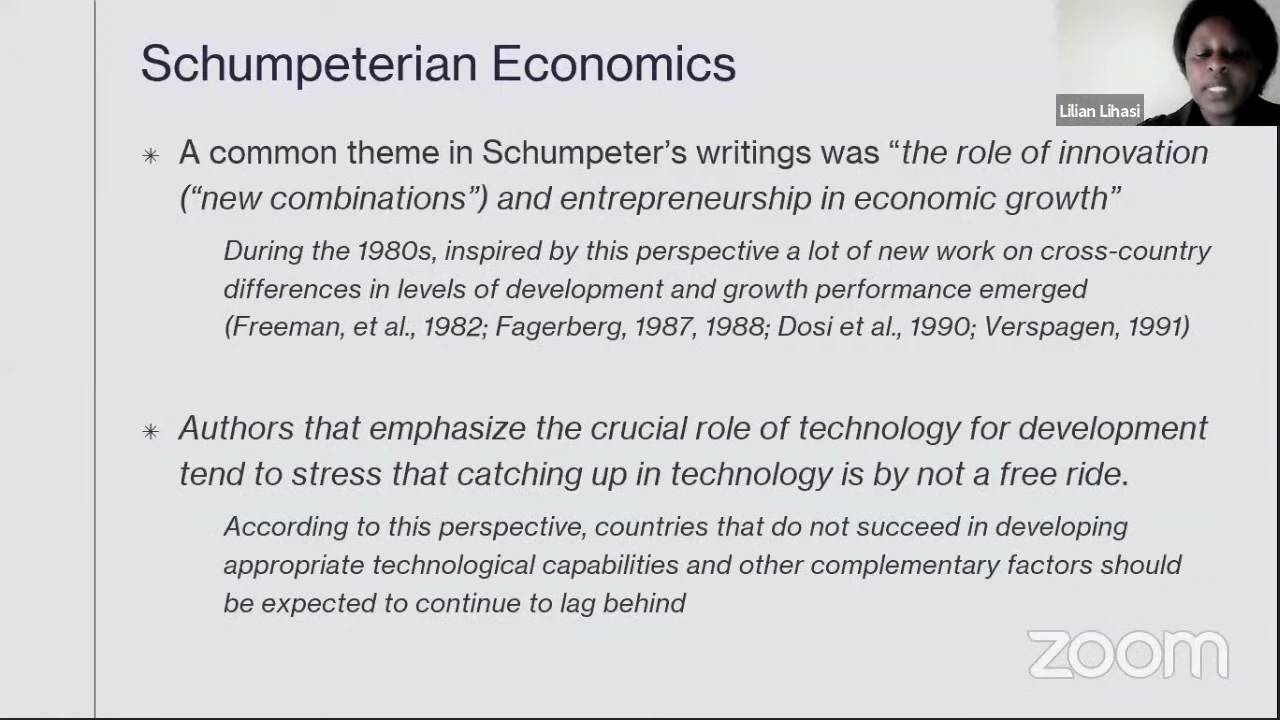 Schumpeterian Economics
Lilian Lihasi
✳ A common theme in Schumpeter’s writings was “the role of innovation
(“new combinations”) and entrepreneurship in economic growth”
During the 1980s, inspired by this perspective a lot of new work on cross-country
differences in levels of development and growth performance emerged
(Freeman, et al., 1982; Fagerberg, 1987, 1988; Dosi et al., 1990; Verspagen, 1991)
✳ Authors that emphasize the crucial role of technology for development
tend to stress that catching up in technology is by not a free ride.
According to this perspective, countries that do not succeed in developing
appropriate technological capabilities and other complementary factors should
be expected to continue to lag behind
zoom